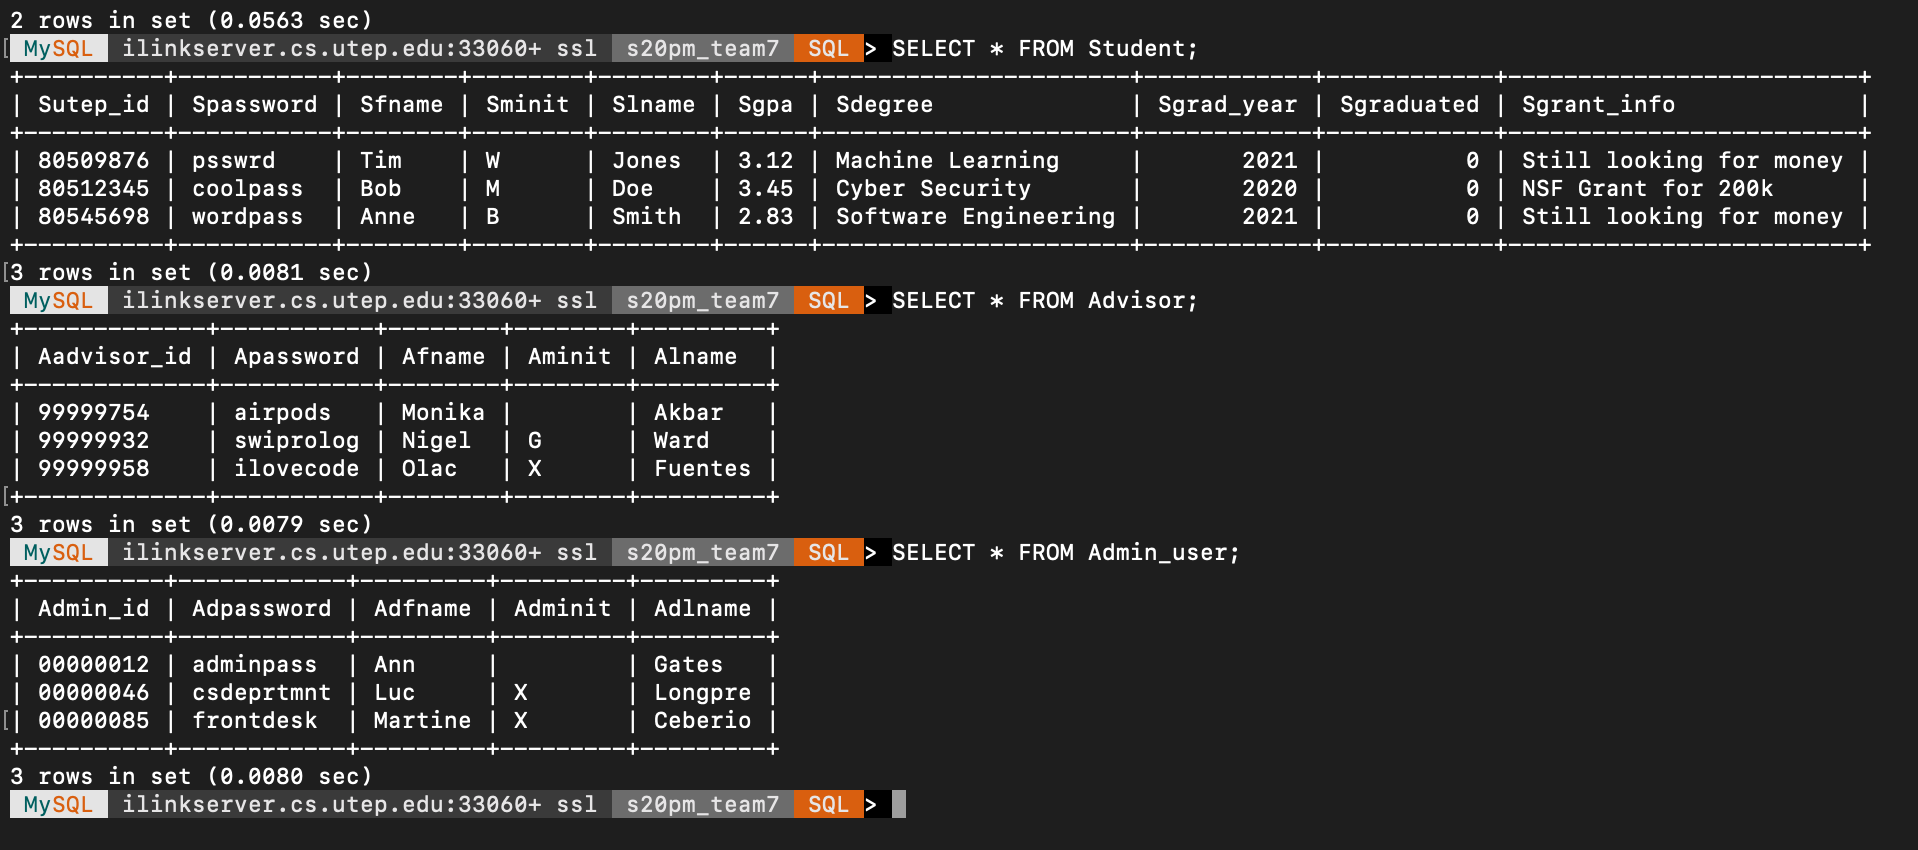 2 rows in set (0.0563 sec)
MySQL ilinkserver.cs.utep.edu:33060+ ssl s20pm_team7 SQL > SELECT * FROM Student;
+-----------+-----------+--------+--------+--------+------+----------------------+------------+------------+-------------------------+
| Sutep_id | Spassword | Sfname | Sminit | Slname | Sgpa | Sdegree | Sgrad_year | Sgraduated | Sgrant_info |
+-----------+-----------+--------+--------+--------+------+----------------------+------------+------------+-------------------------+
| 80509876 | psswrd | Tim | W | Jones | 3.12 | Machine Learning | 2021 | 0 | Still looking for money |
| 80512345 | coolpass | Bob | M | Doe | 3.45 | Cyber Security | 2020 | 0 | NSF Grant for 200k |
| 80545698 | wordpass | Anne | B | Smith | 2.83 | Software Engineering | 2021 | 0 | Still looking for money |
+-----------+-----------+--------+--------+--------+------+----------------------+------------+------------+-------------------------+
3 rows in set (0.0081 sec)
MySQL ilinkserver.cs.utep.edu:33060+ ssl s20pm_team7 SQL > SELECT * FROM Advisor;
+-------------+-----------+--------+--------+---------+
| Aadvisor_id | Apassword | Afname | Aminit | Alname |
+-------------+-----------+--------+--------+---------+
| 99999754 | airpods | Monika | | Akbar |
| 99999932 | swiprolog | Nigel | G | Ward |
| 99999958 | ilovecode | Olac | X | Fuentes |
+-------------+-----------+--------+--------+---------+
3 rows in set (0.0079 sec)
MySQL ilinkserver.cs.utep.edu:33060+ ssl s20pm_team7 SQL > SELECT * FROM Admin_user;
+----------+------------+---------+---------+---------+
| Admin_id | Adpassword | Adfname | Adminit | Adlname |
+----------+------------+---------+---------+---------+
| 00000012 | adminpass | Ann | | Gates |
| 00000046 | csdeprtmnt | Luc | X | Longpre |
| 00000085 | frontdesk | Martine | X | Ceberio |
+----------+------------+---------+---------+---------+
3 rows in set (0.0080 sec)
MySQL ilinkserver.cs.utep.edu:33060+ ssl s20pm_team7 SQL >